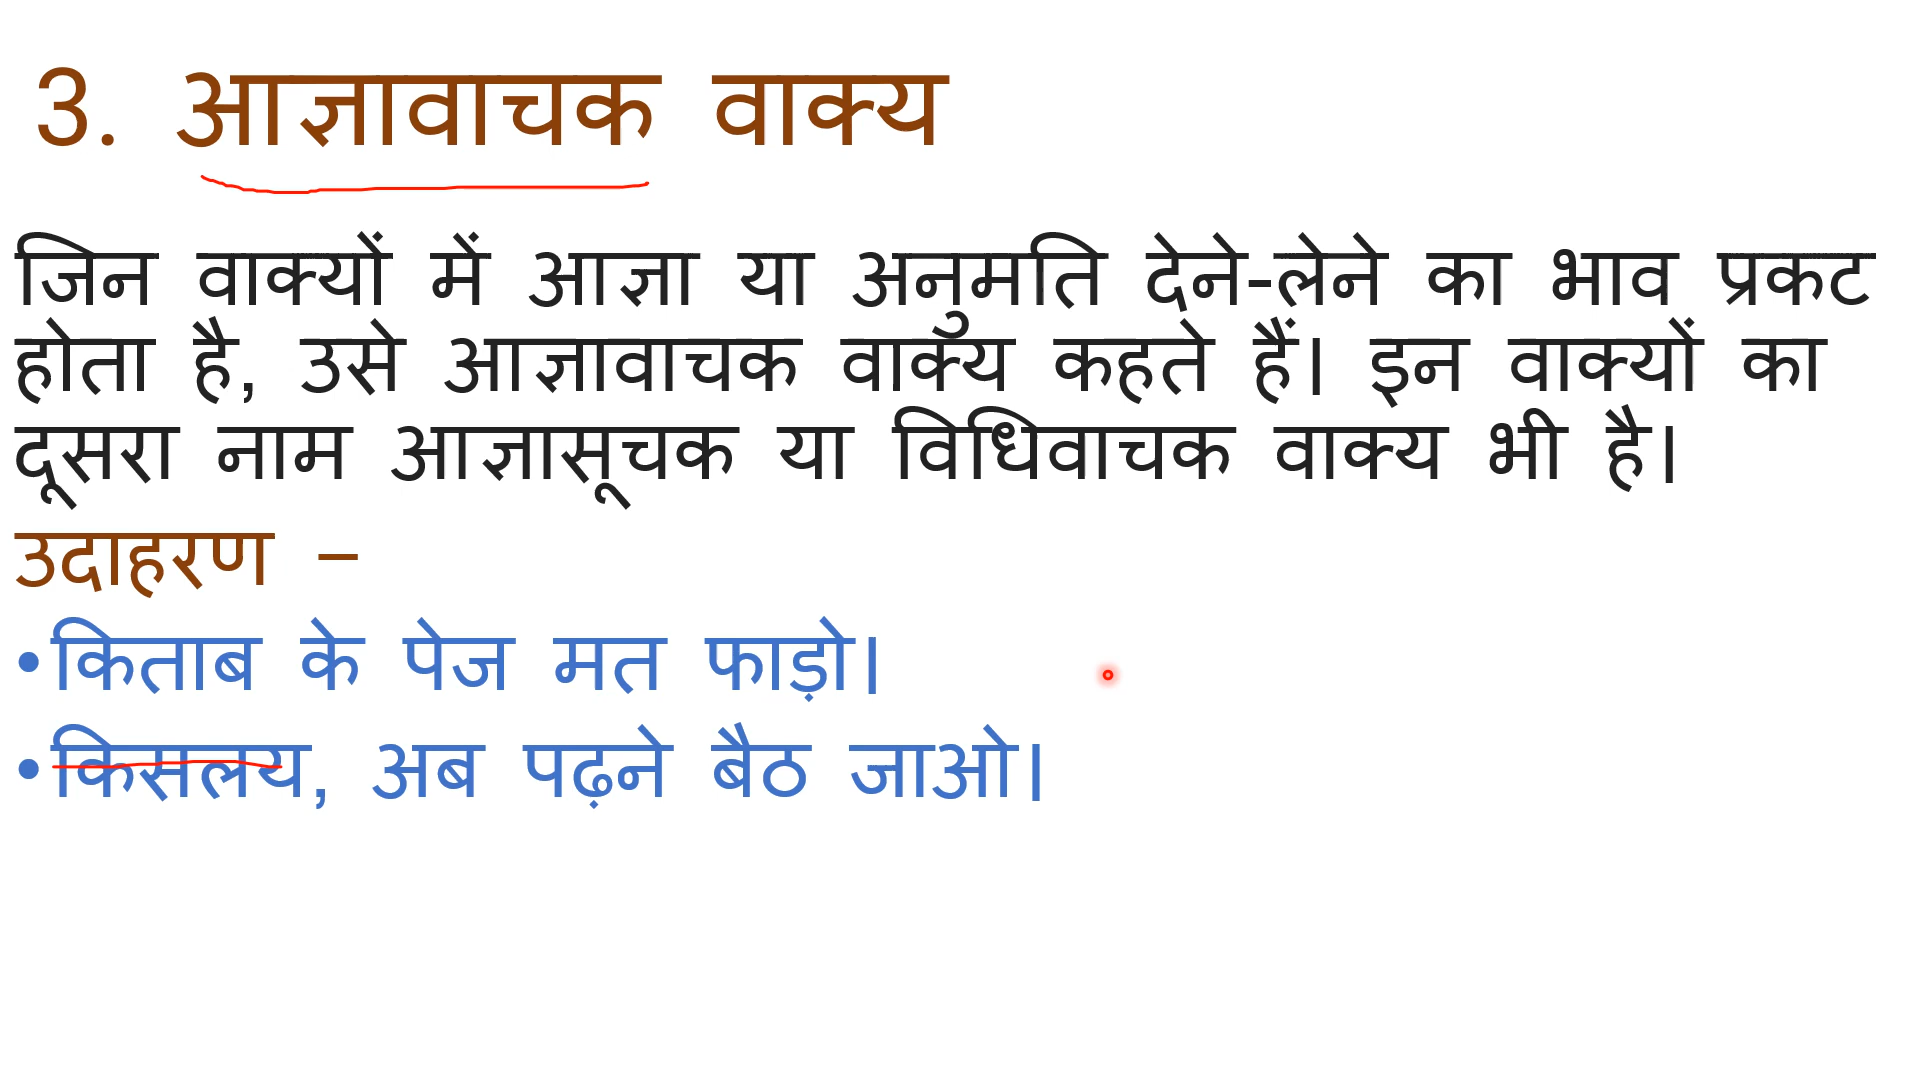 3. आज्ञावाचक वाक्य
जिन वाक्यों में आज्ञा या अनुमति देने-लेने का भाव प्रकट
होता है, उसे आज्ञावाचक वाक्य कहते हैं। इन वाक्यों का
दूसरा नाम आज्ञासूचक या विधिवाचक वाक्य भी है।
उदाहरण –
•किताब के पेज मत फाड़ो।
•किसलय, अब पढ़ने बैठ जाओ।